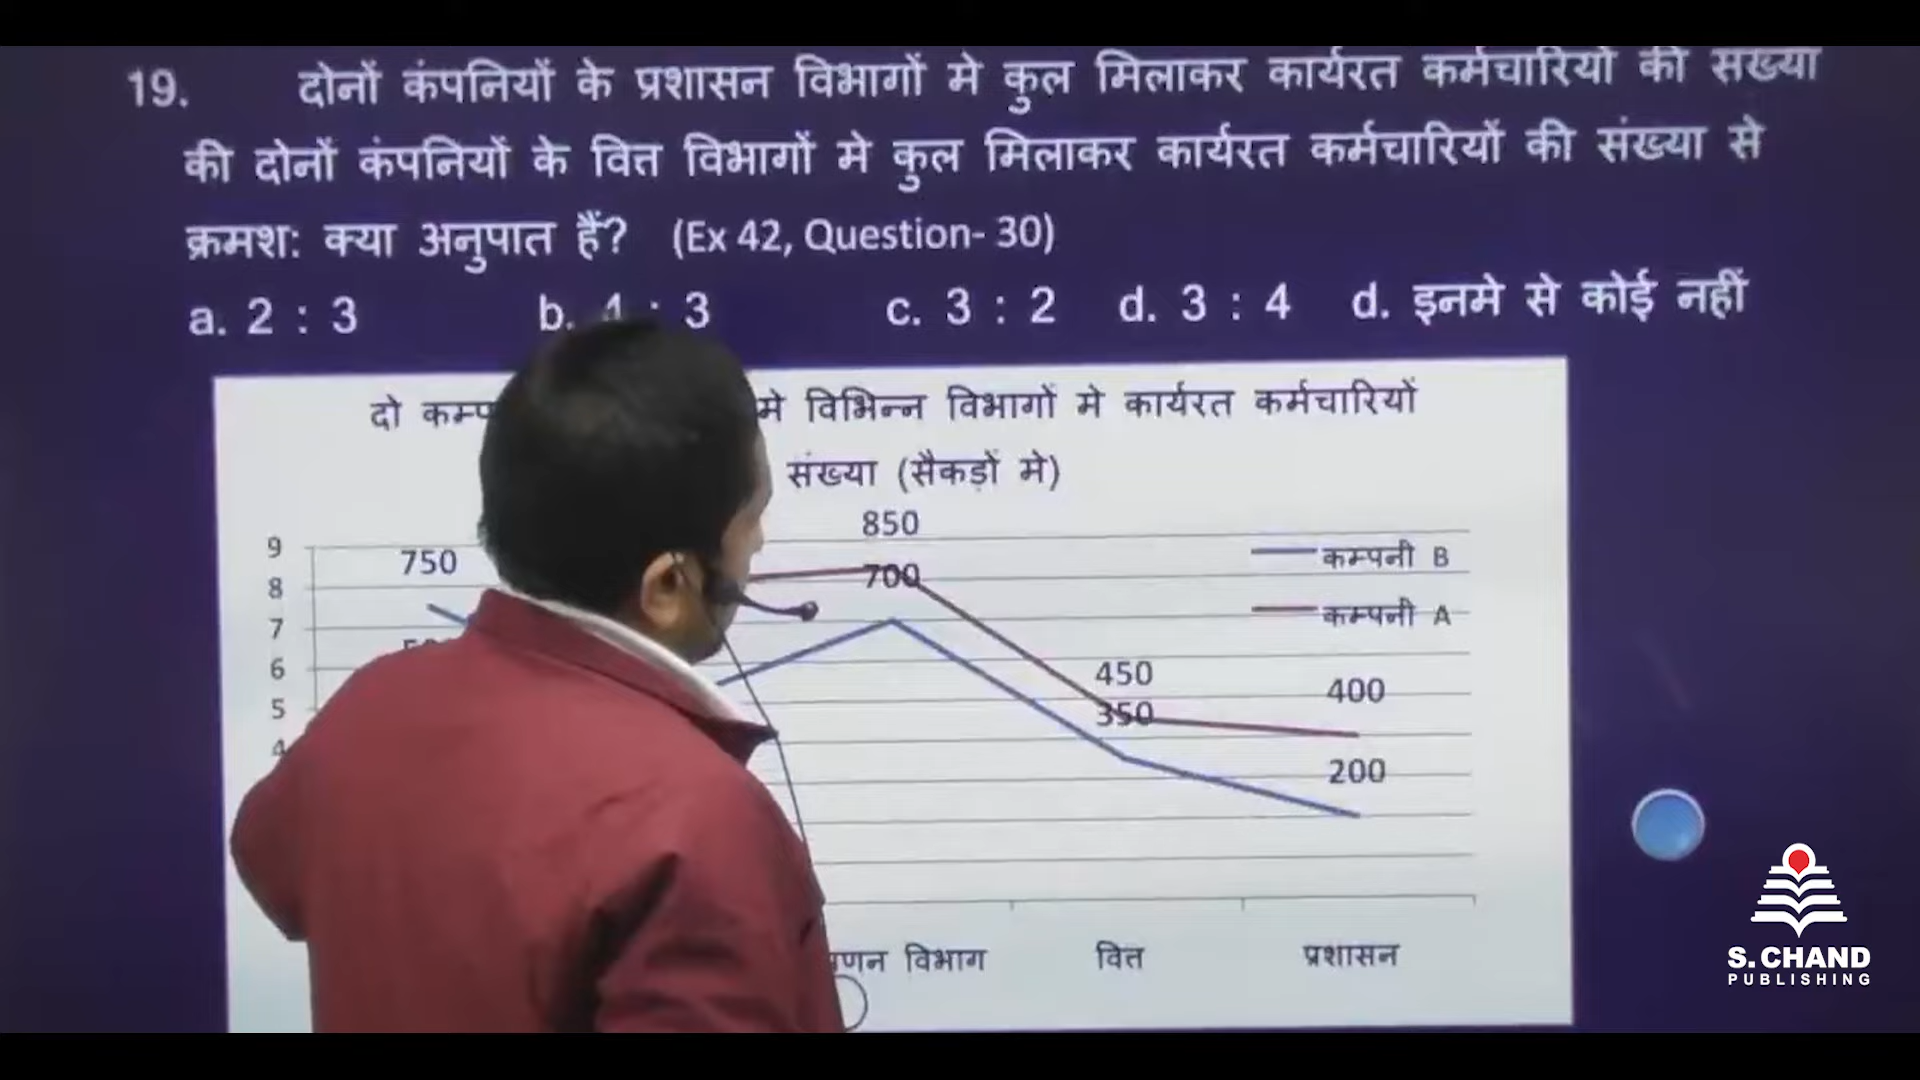 19. दोनों कंपनियों के प्रशासन विभागों मे कुल मिलाकर कार्यरत कर्मचारियों की संख्या
की दोनों कंपनियों के वित्त विभागों मे कुल मिलाकर कार्यरत कर्मचारियों की संख्या से
क्रमश: क्या अनुपात हैं? (Ex 42, Question- 30)
a. 2 : 3 b. : 3 c. 3 : 2 d. 3 : 4 d. इनमे से कोई नहीं
दो मे विभिन्न विभागों मे कार्यरत कर्मचारियों
संख्या (सैकड़ों मे)
850
9
750
कम्पनी B
700
8
कम्पनी A
7
6
450
400
5
350
4
200
विभाग वित्त प्रशासन
S. CHAND
PUBLISHING